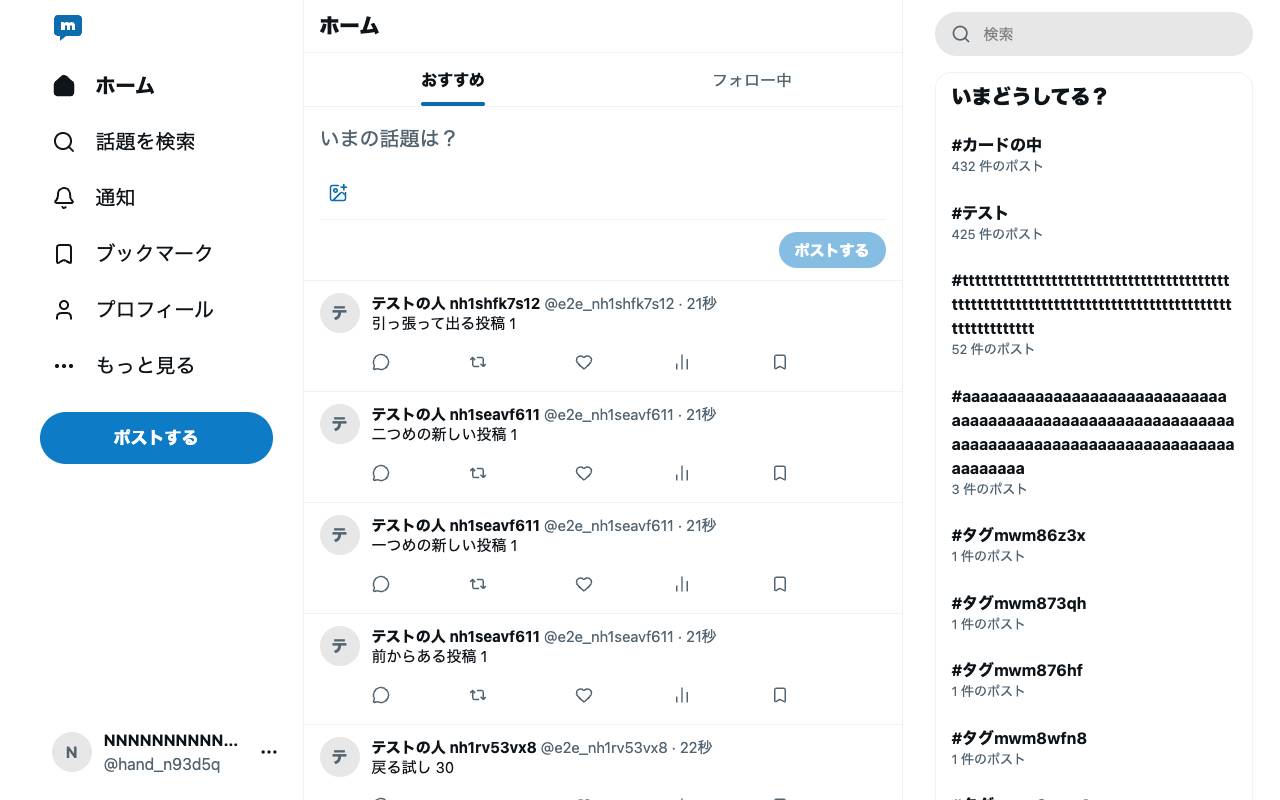 m
ホーム
話題を検索
通知
ブックマーク
プロフィール
もっと見る
ポストする
N
NNNNNNNNNN...
@hand_n93d5q
ホーム
おすすめ
フォロー中
いまの話題は？
ポストする
テ
テストの人 nh1shfk7s12 @e2e_nh1shfk7s12 · 21秒
引っ張って出る投稿 1
テ
テストの人 nh1seavf611 @e2e_nh1seavf611 · 21秒
二つめの新しい投稿 1
テ
テストの人 nh1seavf611 @e2e_nh1seavf611 · 21秒
一つめの新しい投稿 1
テ
テストの人 nh1seavf611 @e2e_nh1seavf611 · 21秒
前からある投稿 1
テ
テストの人 nh1rv53vx8 @e2e_nh1rv53vx8 · 22秒
戻る試し 30
検索
いまどうしてる？
#カードの中
432 件のポスト
#テスト
425 件のポスト
#tttttttttttttttttttttttttttttttttttttttttt
tttttttttttttttttttttttttttttttttttttttttttt
ttttttttttttt
52 件のポスト
#aaaaaaaaaaaaaaaaaaaaaaaaaaaaa
aaaaaaaaaaaaaaaaaaaaaaaaaaaaaaa
aaaaaaaaaaaaaaaaaaaaaaaaaaaaaaa
aaaaaaaa
3 件のポスト
#タグmwm86z3x
1 件のポスト
#タグmwm873qh
1 件のポスト
#タグmwm876hf
1 件のポスト
#タグmwm8wfn8
1 件のポスト